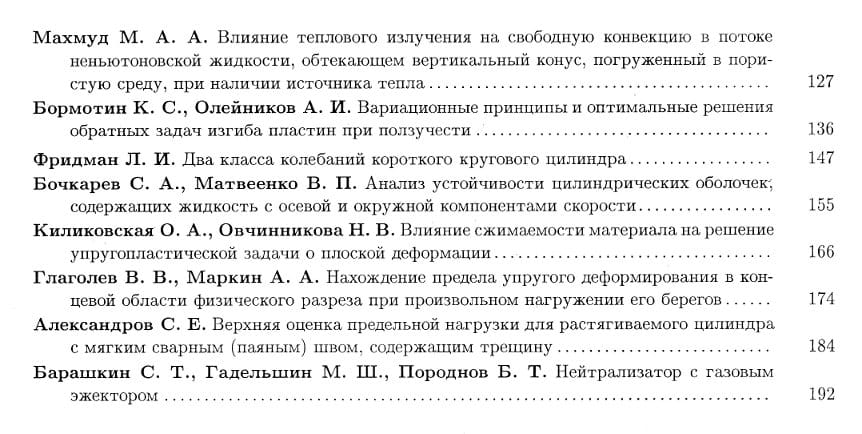 Махмуд М. А. А. Влияние теплового излучения на свободную конвекцию в потоке
неньютоновской жидкости, обтекающем вертикальный конус, погруженный в пори-
стую среду, при наличии источника тепла............................................ 127
Бормотин К. С., Олейников А. И. Вариационные принципы и оптимальные решения
обратных задач изгиба пластин при ползучести...................................... 136
Фридман Л. И. Два класса колебаний короткого кругового цилиндра.................. 147
Бочкарев С. А., Матвеенко В. П. Анализ устойчивости цилиндрических оболочек,
содержащих жидкость с осевой и окружной компонентами скорости................. 155
Киликовская О. А., Овчинникова Н. В. Влияние сжимаемости материала на решение
упругопластической задачи о плоской деформации.................................... 166
Глаголев В. В., Маркин А. А. Нахождение предела упругого деформирования в кон-
цевой области физического разреза при произвольном нагружении его берегов...... 174
Александров С. Е. Верхняя оценка предельной нагрузки для растягиваемого цилиндра
с мягким сварным (паяным) швом, содержащим трещину............................ 184
Барашкин С. Т., Гадельшин М. Ш., Породнов Б. Т. Нейтрализатор с газовым
эжектором.............................................................................. 192